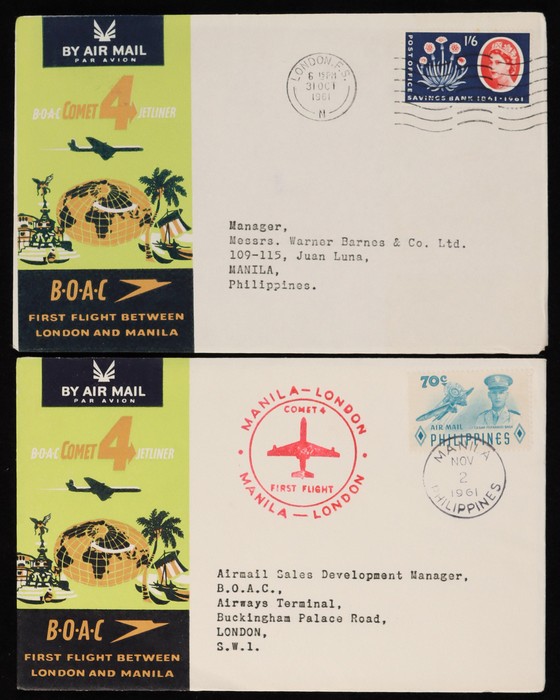 BY AIR MAIL
PAR AVION
B·O·A·C COMET 4 JETLINER
B·O·A·C
FIRST FLIGHT BETWEEN
LONDON AND MANILA
LONDON. F.S.
31 OCT
1961
N
1/6
POST OFFICE
SAVINGS BANK 1861-1961
Manager,
Messrs. Warner Barnes & Co. Ltd.
109-115, Juan Luna,
MANILA,
Philippines.
BY AIR MAIL
PAR AVION
B·O·A·C COMET 4 JETLINER
B·O·A·C
FIRST FLIGHT BETWEEN
LONDON AND MANILA
MANILA-LONDON
COMET 4
FIRST FLIGHT
MANILA-LONDON
70c
AIR MAIL
PHILIPPINES
MANILA
NOV
2
1961
PHILIPPINES
Airmail Sales Development Manager,
B.O.A.C.,
Airways Terminal,
Buckingham Palace Road,
LONDON,
S.W.1.